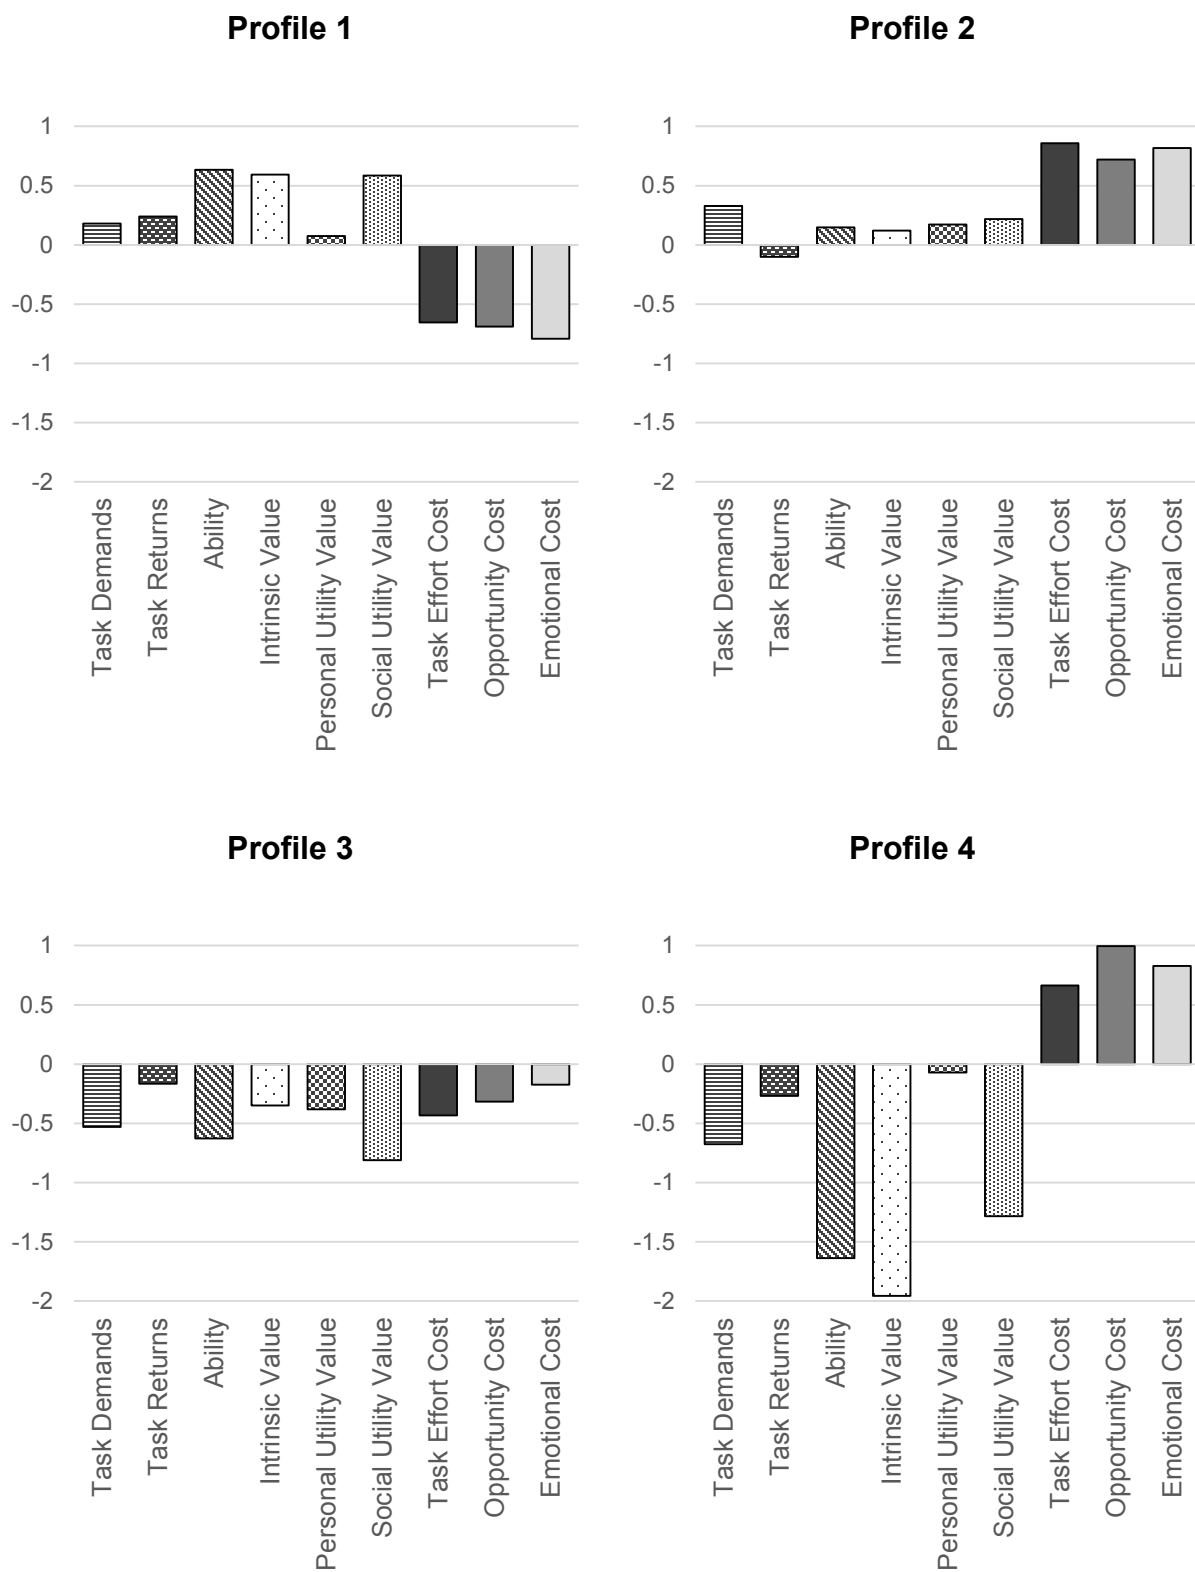 Profile 1
1
0.5
0
-0.5
-1
-1.5
-2
Task Demands
Task Returns
Ability
Intrinsic Value
Personal Utility Value
Social Utility Value
Task Effort Cost
Opportunity Cost
Emotional Cost
Profile 2
1
0.5
0
-0.5
-1
-1.5
-2
Task Demands
Task Returns
Ability
Intrinsic Value
Personal Utility Value
Social Utility Value
Task Effort Cost
Opportunity Cost
Emotional Cost
Profile 3
1
0.5
0
-0.5
-1
-1.5
-2
Task Demands
Task Returns
Ability
Intrinsic Value
Personal Utility Value
Social Utility Value
Task Effort Cost
Opportunity Cost
Emotional Cost
Profile 4
1
0.5
0
-0.5
-1
-1.5
-2
Task Demands
Task Returns
Ability
Intrinsic Value
Personal Utility Value
Social Utility Value
Task Effort Cost
Opportunity Cost
Emotional Cost